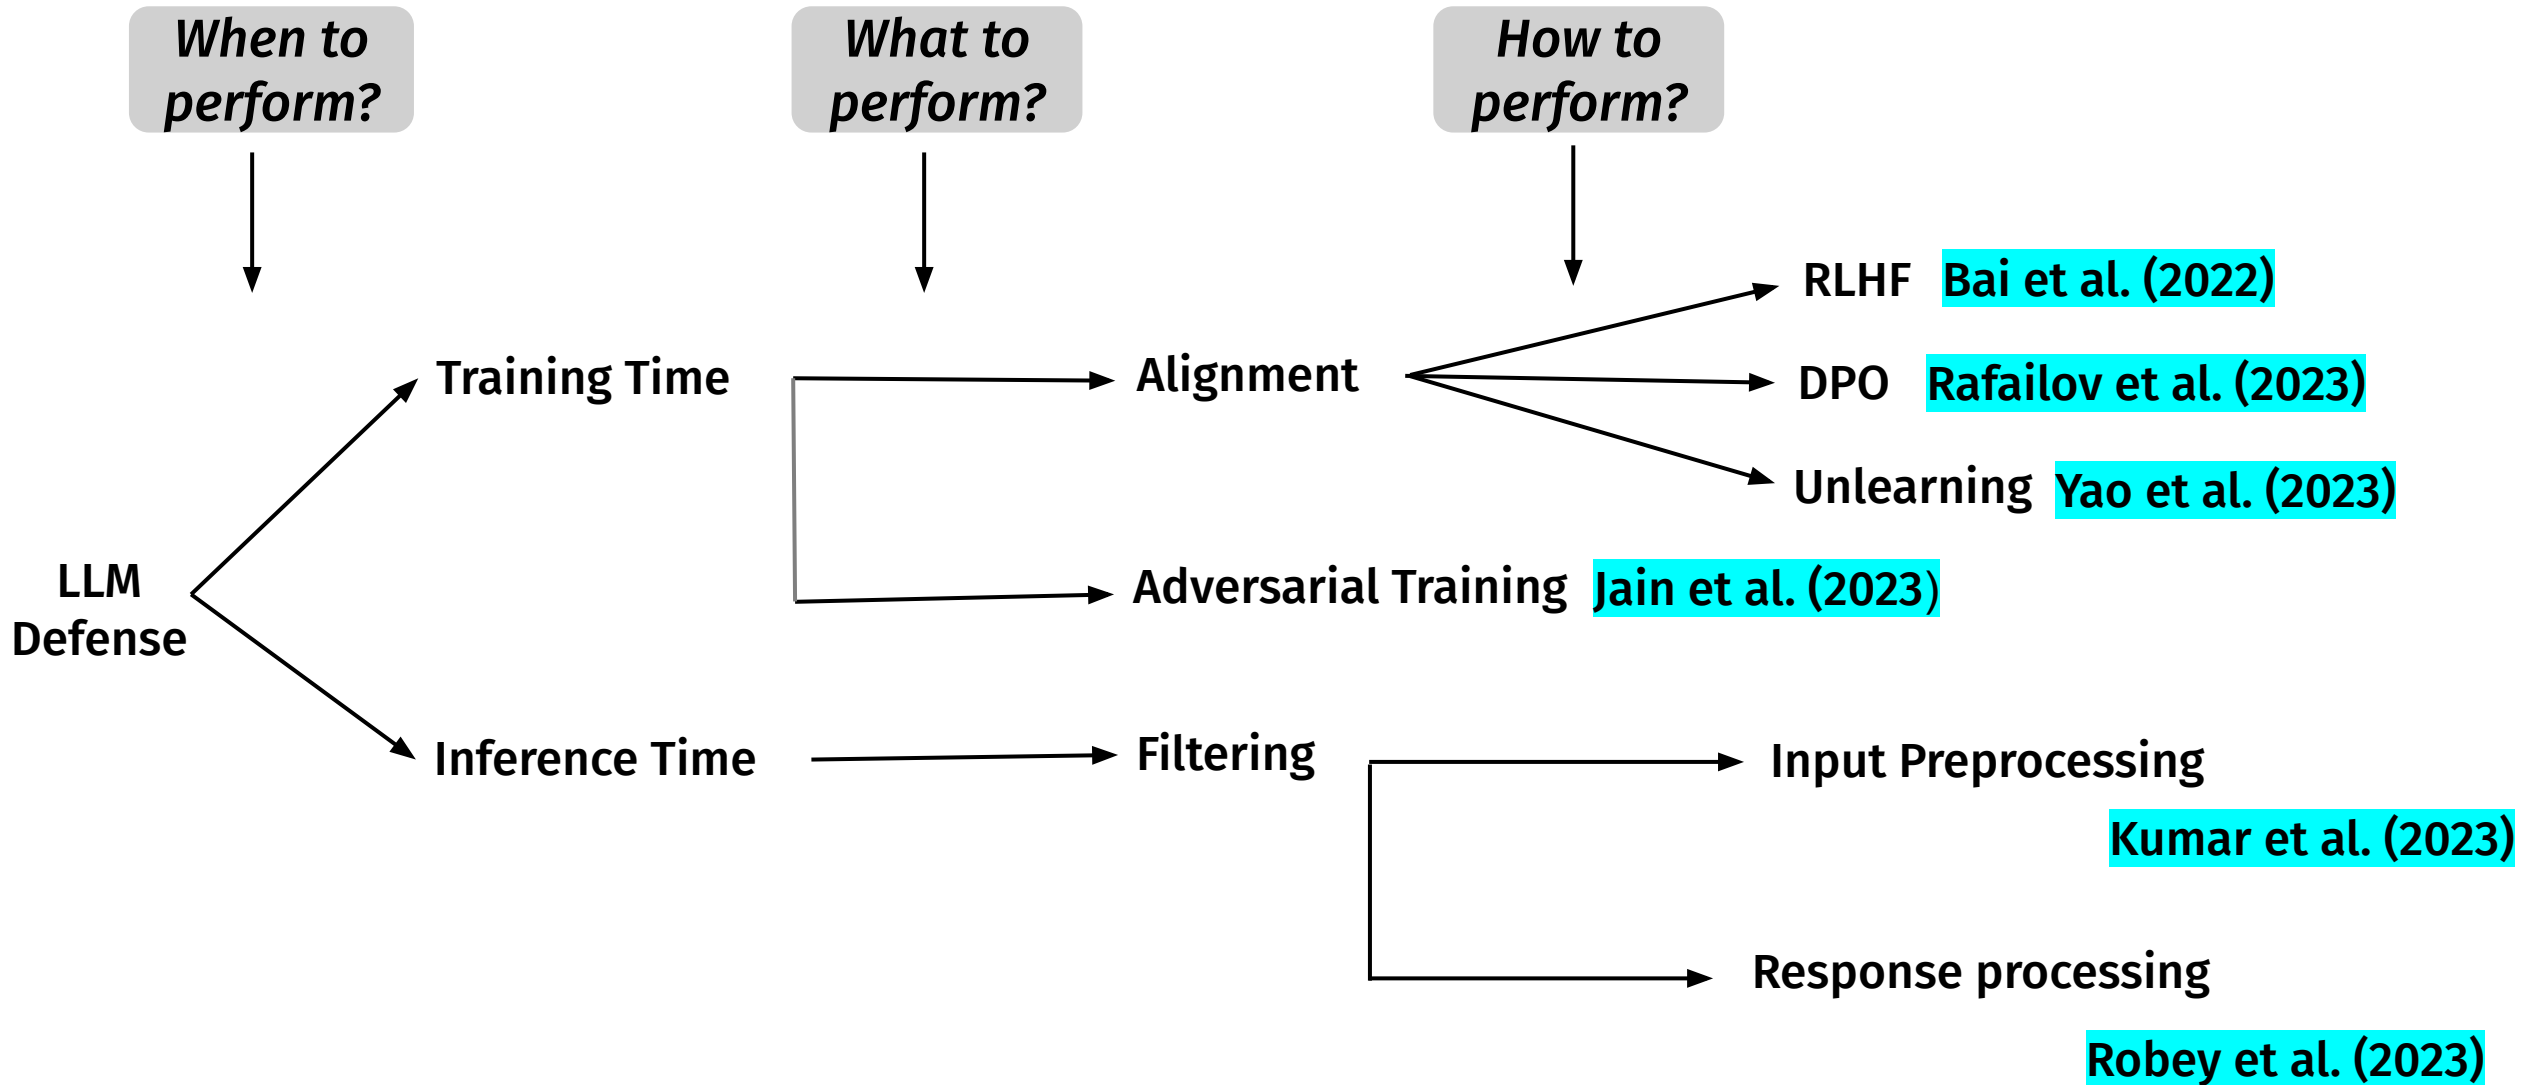 When to
perform?
What to
perform?
How to
perform?
RLHF Bai et al. (2022)
Training Time
Alignment
DPO Rafailov et al. (2023)
Unlearning Yao et al. (2023)
LLM
Defense
Adversarial Training Jain et al. (2023)
Inference Time
Filtering
Input Preprocessing
Kumar et al. (2023)
Response processing
Robey et al. (2023)